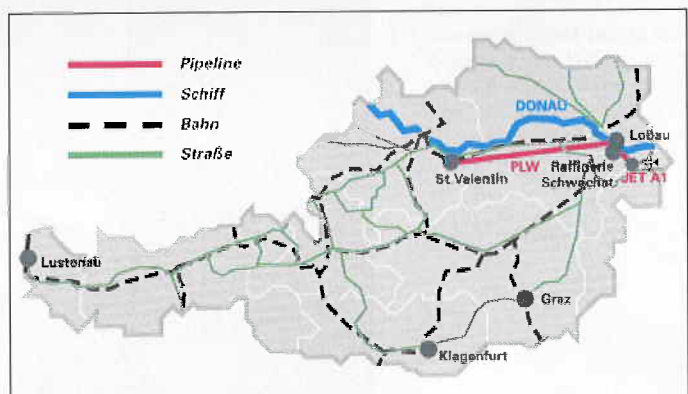 Pipeline
Schiff
Bahn
Straße
DONAU
Lobau
St. Valentin
PLW
Raffinerie
Schwechat
JET A1
Lustenau
Graz
Klagenfurt